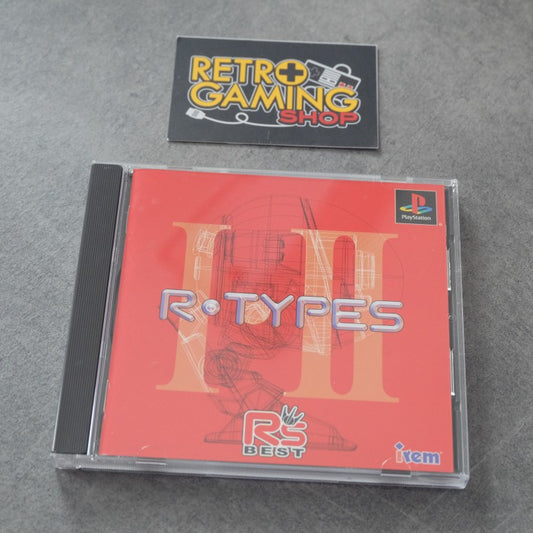 RETRO
GAMING
SHOP
PlayStation
I II
R•TYPES
R's
BEST
irem